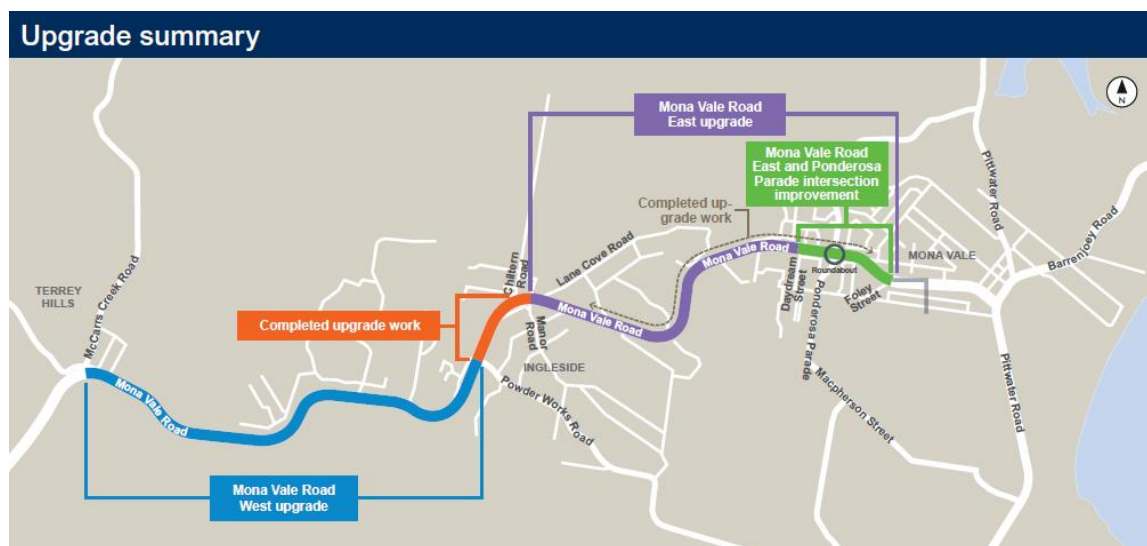 Upgrade summary
N
Mona Vale Road
East upgrade
Mona Vale Road
East and Ponderosa
Parade intersection
improvement
Completed up-
grade work
Pittwater Road
Barrenjoey Road
MONA VALE
Lane Cove Road
Mona Vale Road
Roundabout
Daydream
Street
Foley
Street
Ponderosa Parade
Chiltern
Road
TERREY
HILLS
McCarrs Creek Road
Completed upgrade work
Mona Vale Road
Manor
Road
INGLESIDE
Powder Works Road
Macpherson Street
Pittwater Road
Mona Vale Road
Mona Vale Road
West upgrade